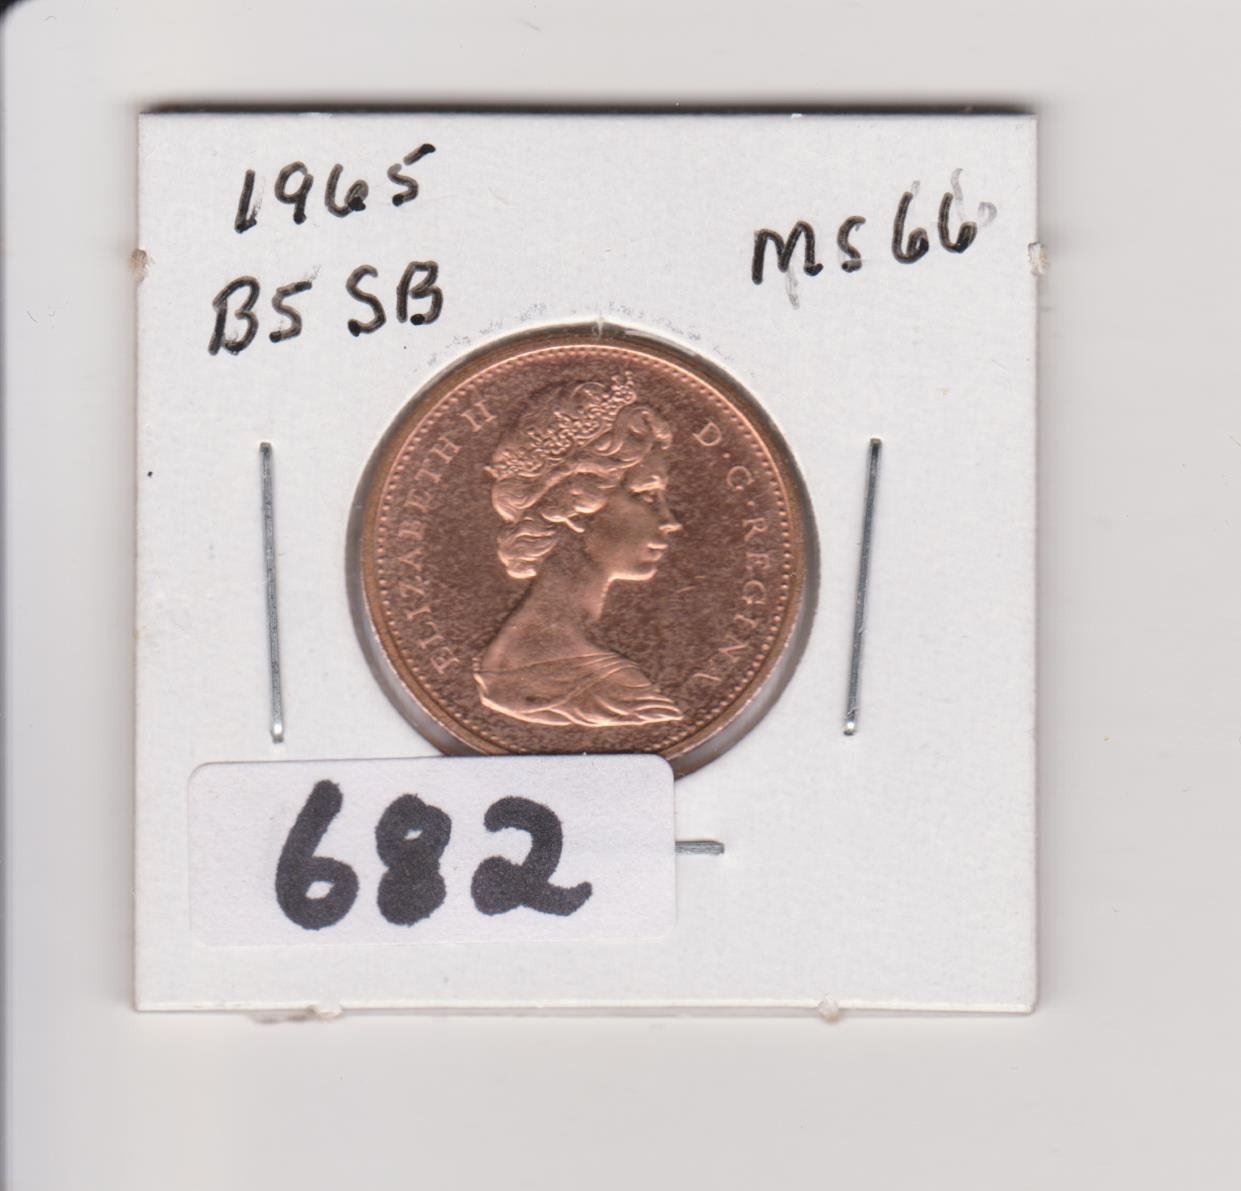 1965
B5 SB
MS66
ELIZABETH II
D·G·REGINA
682